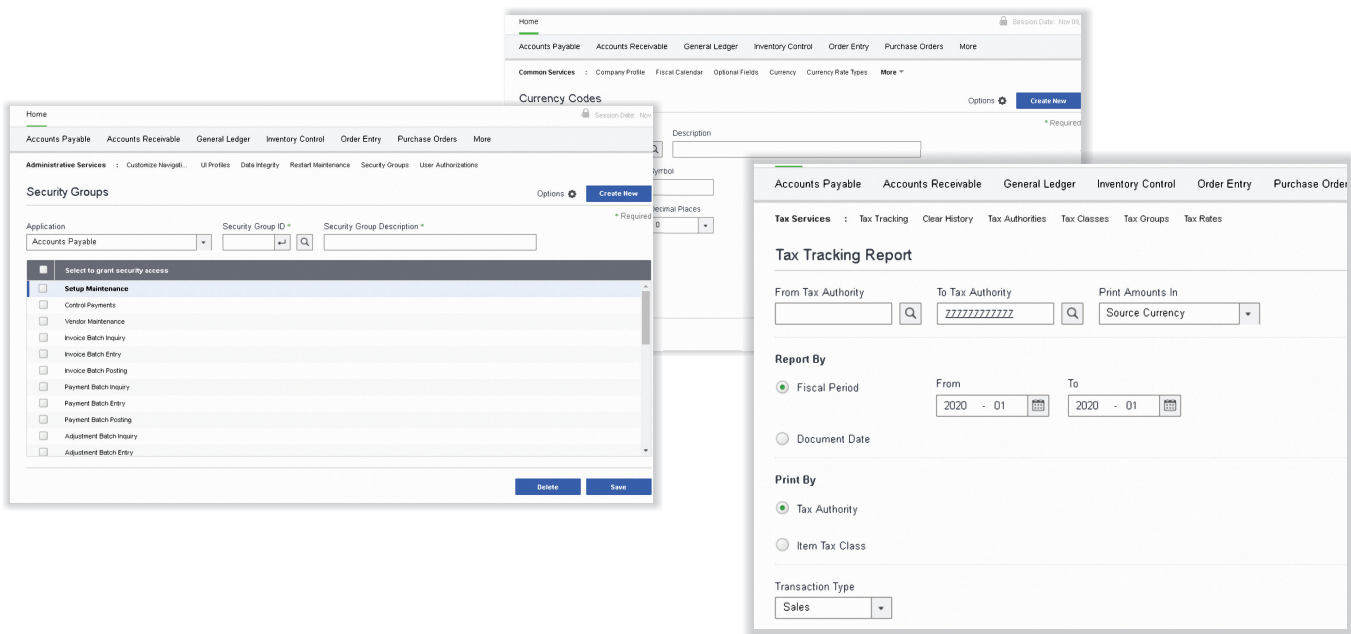 Home
Session Date: Nov 09,
Accounts Payable Accounts Receivable General Ledger Inventory Control Order Entry Purchase Orders More
Common Services : Company Profile Fiscal Calendar Optional Fields Currency Currency Rate Types More
Currency Codes
Options Create New
* Required
Description
Symbol
Decimal Places
0
Home
Session Date: Nov
Accounts Payable Accounts Receivable General Ledger Inventory Control Order Entry Purchase Orders More
Administrative Services : Customize Navigati... UI Profiles Data Integrity Restart Maintenance Security Groups User Authorizations
Security Groups
Options Create New
* Required
Application Security Group ID * Security Group Description *
Accounts Payable
Select to grant security access
Setup Maintenance
Control Payments
Vendor Maintenance
Invoice Batch Inquiry
Invoice Batch Entry
Invoice Batch Posting
Payment Batch Inquiry
Payment Batch Entry
Payment Batch Posting
Adjustment Batch Inquiry
Adjustment Batch Entry
Delete Save
Accounts Payable Accounts Receivable General Ledger Inventory Control Order Entry Purchase Order
Tax Services : Tax Tracking Clear History Tax Authorities Tax Classes Tax Groups Tax Rates
Tax Tracking Report
From Tax Authority To Tax Authority Print Amounts In
ZZZZZZZZZZZZ Source Currency
Report By
Fiscal Period From To
2020 - 01 2020 - 01
Document Date
Print By
Tax Authority
Item Tax Class
Transaction Type
Sales